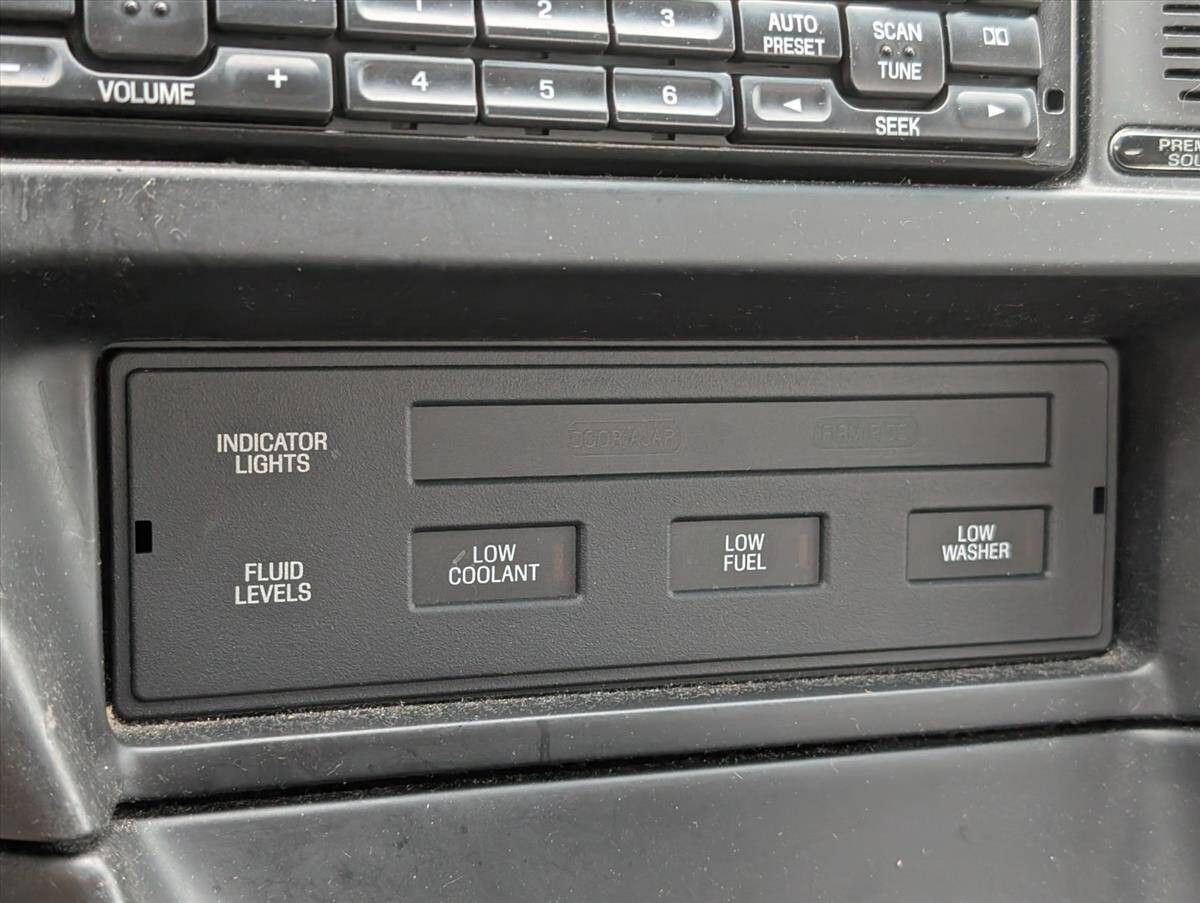 1 2 3 AUTO PRESET SCAN TUNE
- VOLUME + 4 5 6 SEEK
INDICATOR
LIGHTS
DOOR AJAR
FLUID
LEVELS
LOW
COOLANT
LOW
FUEL
LOW
WASHER